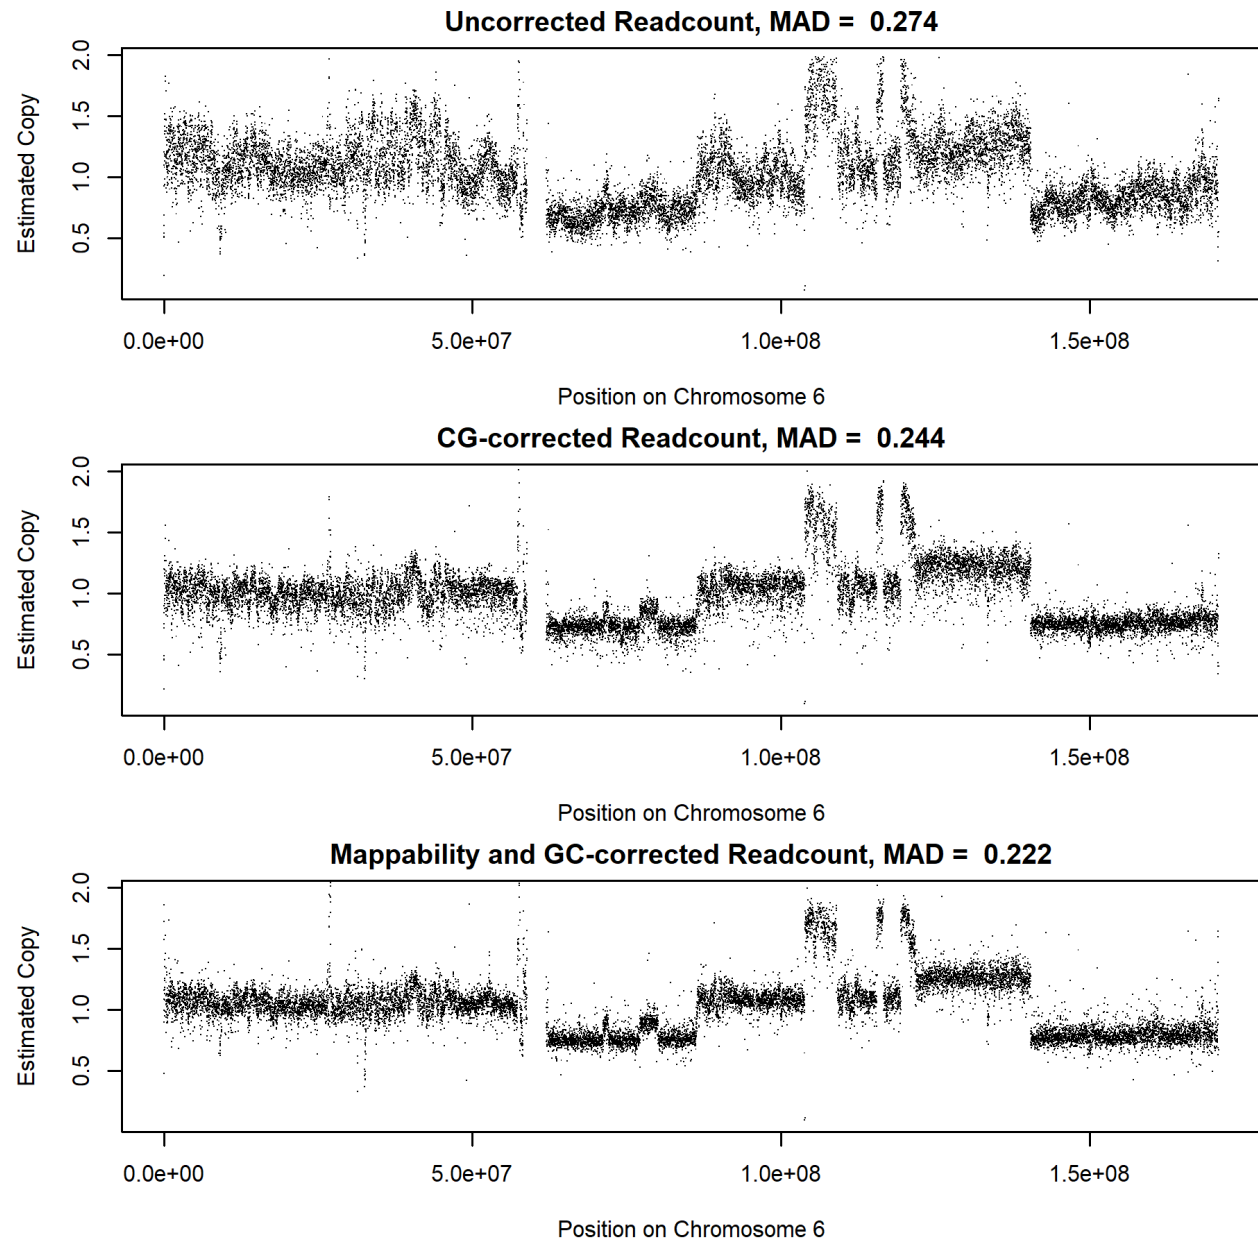 Uncorrected Readcount, MAD =  0.274
2.0
1.5
1.0
0.5
Estimated Copy
0.0e+00 5.0e+07 1.0e+08 1.5e+08
Position on Chromosome 6
CG-corrected Readcount, MAD =  0.244
2.0
1.5
1.0
0.5
Estimated Copy
0.0e+00 5.0e+07 1.0e+08 1.5e+08
Position on Chromosome 6
Mappability and GC-corrected Readcount, MAD =  0.222
2.0
1.5
1.0
0.5
Estimated Copy
0.0e+00 5.0e+07 1.0e+08 1.5e+08
Position on Chromosome 6